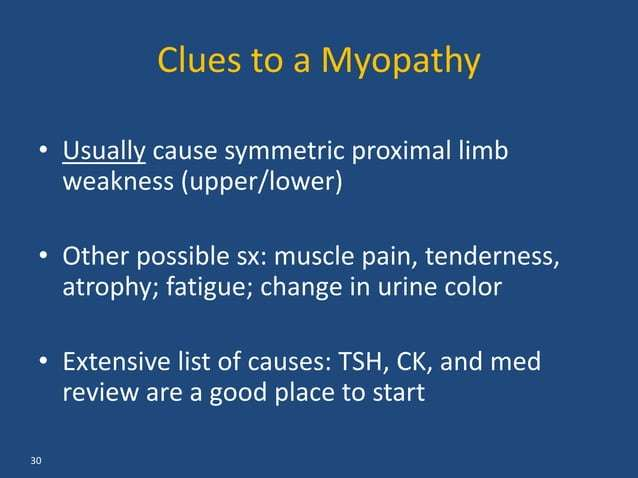 Clues to a Myopathy
• Usually cause symmetric proximal limb
weakness (upper/lower)
• Other possible sx: muscle pain, tenderness,
atrophy; fatigue; change in urine color
• Extensive list of causes: TSH, CK, and med
review are a good place to start
30